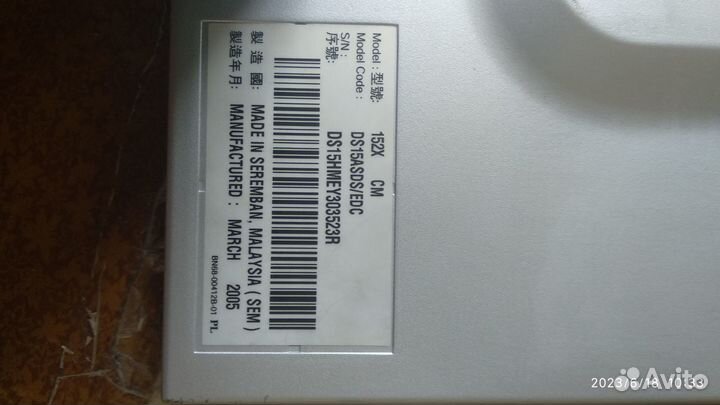 Model : 型號: 152X CM
Model Code : DS15ASDS/EDC
S/N :
序號: DS15HMEY303523R
製 造 國: MADE IN SEREMBAN, MALAYSIA ( SEM )
製造年月: MANUFACTURED : MARCH 2005
BN68-00412B-01 PL
2023/6/18 10:33
Avito